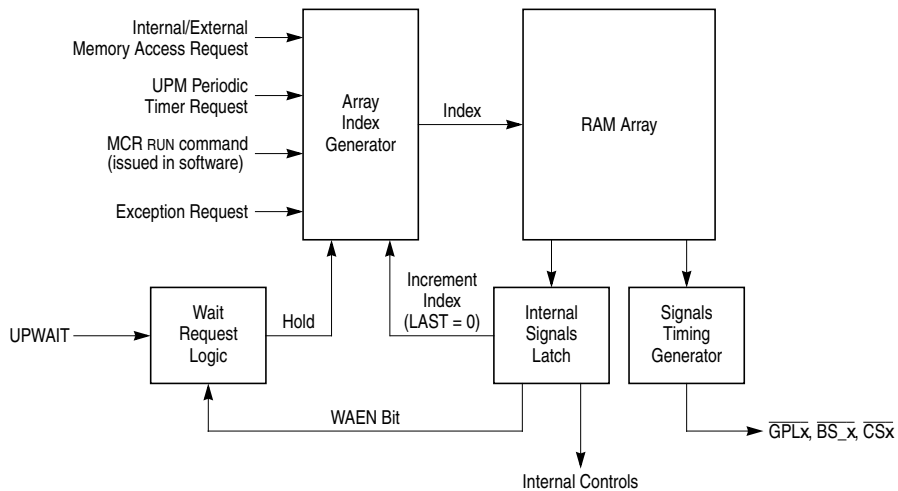 Internal/External
Memory Access Request
UPM Periodic
Timer Request
MCR RUN command
(issued in software)
Exception Request
Array
Index
Generator
Index
RAM Array
Increment
Index
(LAST = 0)
UPWAIT
Wait
Request
Logic
Hold
Internal
Signals
Latch
Signals
Timing
Generator
WAEN Bit
GPLx, BS_x, CSx
Internal Controls